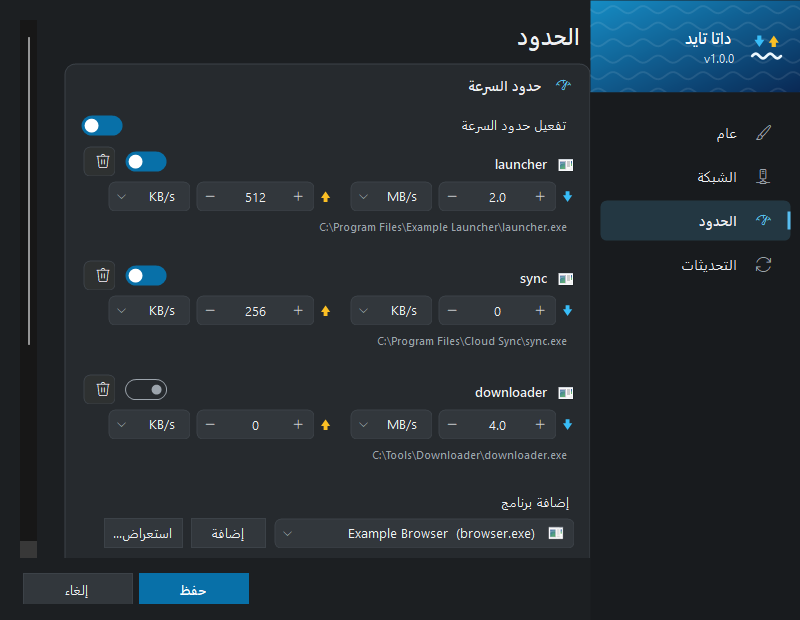 داتا تايد
v1.0.0
عام
الشبكة
الحدود
التحديثات
الحدود
حدود السرعة
تفعيل حدود السرعة
launcher
2.0 MB/s 512 KB/s
C:\Program Files\Example Launcher\launcher.exe
sync
0 KB/s 256 KB/s
C:\Program Files\Cloud Sync\sync.exe
downloader
4.0 MB/s 0 KB/s
C:\Tools\Downloader\downloader.exe
إضافة برنامج
Example Browser (browser.exe) إضافة استعراض...
حفظ إلغاء